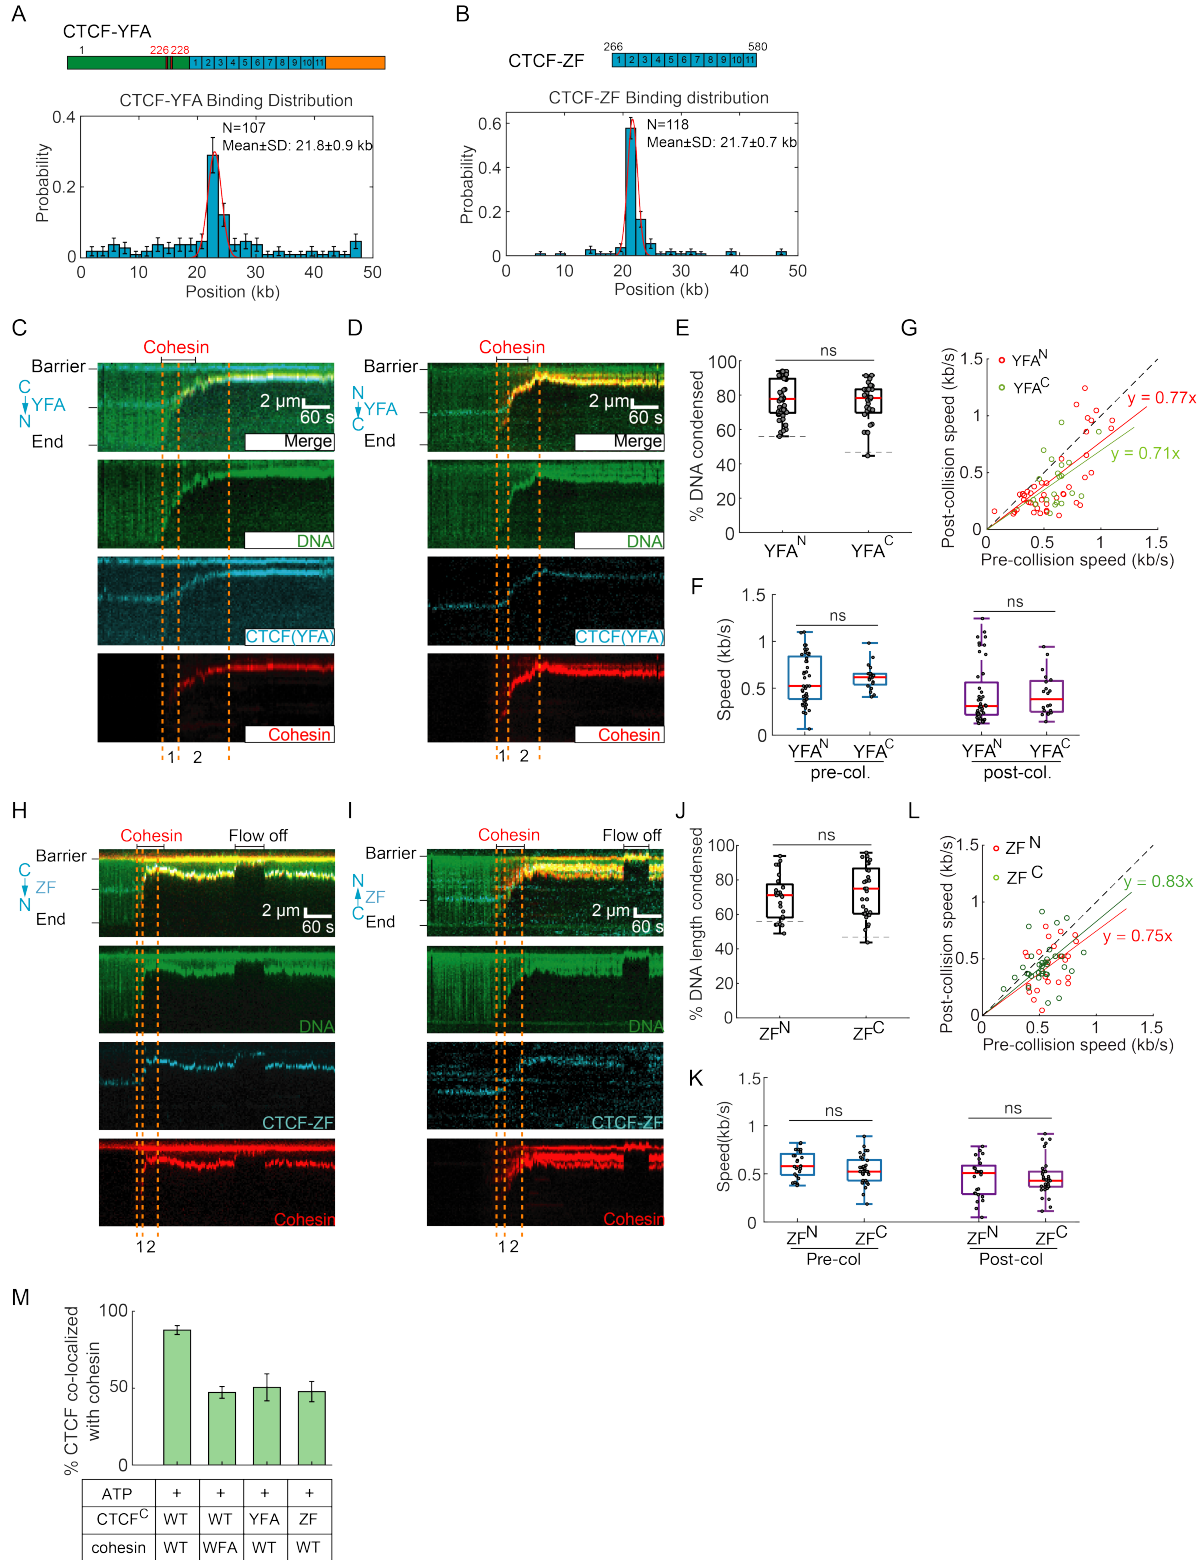 A
CTCF-YFA
1
226
228
1 2 3 4 5 6 7 8 9 10 11
CTCF-YFA Binding Distribution
N=107
Mean±SD: 21.8±0.9 kb
Probability
0.4
0.2
0
0 10 20 30 40 50
Position (kb)
B
266
580
CTCF-ZF
1 2 3 4 5 6 7 8 9 10 11
CTCF-ZF Binding distribution
N=118
Mean±SD: 21.7±0.7 kb
Probability
0.6
0.4
0.2
0
0 10 20 30 40 50
Position (kb)
C
Cohesin
Barrier
C
YFA
N
End
2 µm
60 s
Merge
DNA
CTCF(YFA)
Cohesin
1 2
D
Cohesin
Barrier
N
YFA
C
End
2 µm
60 s
Merge
DNA
CTCF(YFA)
Cohesin
1 2
E
ns
% DNA condensed
100
80
60
40
20
0
YFA^N YFA^C
G
YFA^N
YFA^C
y = 0.77x
y = 0.71x
Post-collision speed (kb/s)
1.5
1
0.5
0
0 0.5 1 1.5
Pre-collision speed (kb/s)
F
ns
ns
Speed (kb/s)
1.5
1
0.5
0
YFA^N YFA^C YFA^N YFA^C
pre-col. post-col.
H
Cohesin
Flow off
Barrier
C
ZF
N
End
2 µm
60 s
DNA
CTCF-ZF
Cohesin
1 2
I
Cohesin
Flow off
Barrier
N
ZF
C
End
2 µm
60 s
DNA
CTCF-ZF
Cohesin
1 2
J
ns
% DNA length condensed
100
80
60
40
20
0
ZF^N ZF^C
L
ZF^N
ZF^C
y = 0.83x
y = 0.75x
Post-collision speed (kb/s)
1.5
1
0.5
0
0 0.5 1 1.5
Pre-collision speed (kb/s)
K
ns
ns
Speed(kb/s)
1.5
1
0.5
0
ZF^N ZF^C ZF^N ZF^C
Pre-col Post-col
M
% CTCF co-localized
with cohesin
100
50
0
ATP + + + +
CTCF^C WT WT YFA ZF
cohesin WT WFA WT WT